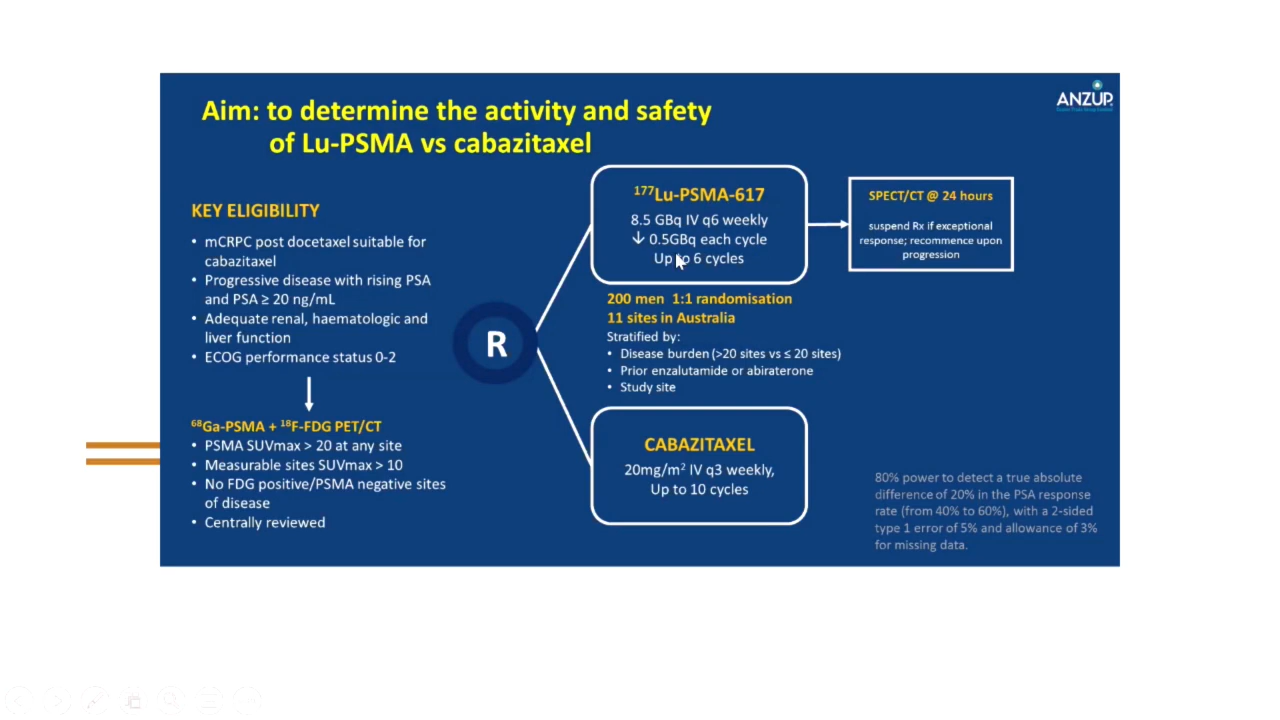 Aim: to determine the activity and safety
of Lu-PSMA vs cabazitaxel
ANZUP
KEY ELIGIBILITY
• mCRPC post docetaxel suitable for
cabazitaxel
• Progressive disease with rising PSA
and PSA ≥ 20 ng/mL
• Adequate renal, haematologic and
liver function
• ECOG performance status 0-2
⁶⁸Ga-PSMA + ¹⁸F-FDG PET/CT
• PSMA SUVmax > 20 at any site
• Measurable sites SUVmax > 10
• No FDG positive/PSMA negative sites
of disease
• Centrally reviewed
R
¹⁷⁷Lu-PSMA-617
8.5 GBq IV q6 weekly
↓ 0.5GBq each cycle
Up to 6 cycles
SPECT/CT @ 24 hours
suspend Rx if exceptional
response; recommence upon
progression
200 men 1:1 randomisation
11 sites in Australia
Stratified by:
• Disease burden (>20 sites vs ≤ 20 sites)
• Prior enzalutamide or abiraterone
• Study site
CABAZITAXEL
20mg/m² IV q3 weekly,
Up to 10 cycles
80% power to detect a true absolute
difference of 20% in the PSA response
rate (from 40% to 60%), with a 2-sided
type 1 error of 5% and allowance of 3%
for missing data.